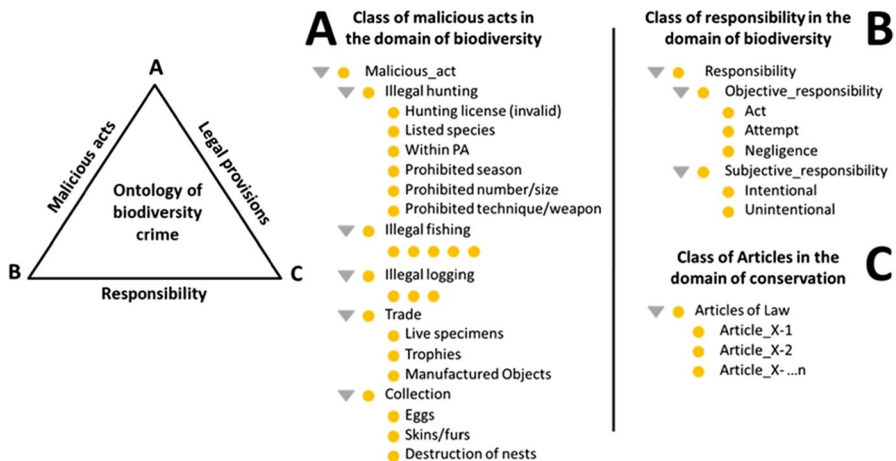 A
Malicious acts
Legal provisions
Ontology of
biodiversity
crime
B
C
Responsibility
A
Class of malicious acts in
the domain of biodiversity
Malicious_act
Illegal hunting
Hunting license (invalid)
Listed species
Within PA
Prohibited season
Prohibited number/size
Prohibited technique/weapon
Illegal fishing
Illegal logging
Trade
Live specimens
Trophies
Manufactured Objects
Collection
Eggs
Skins/furs
Destruction of nests
Class of responsibility in the
domain of biodiversity
B
Responsibility
Objective_responsibility
Act
Attempt
Negligence
Subjective_responsibility
Intentional
Unintentional
Class of Articles in the
domain of conservation
C
Articles of Law
Article_X-1
Article_X-2
Article_X- ...n